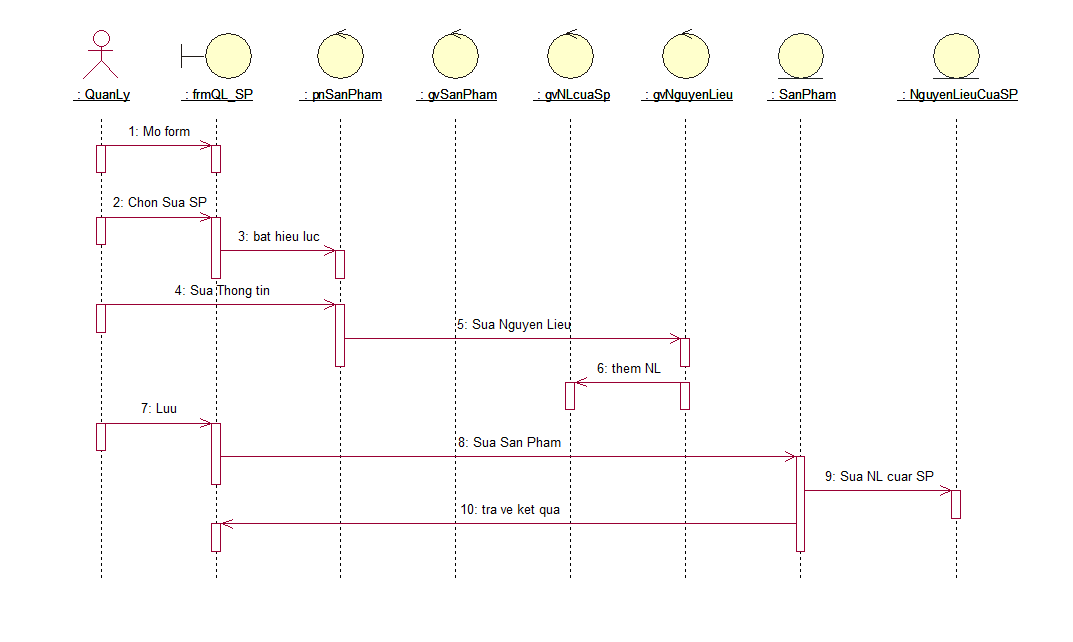 : QuanLy
: frmQL_SP
: pnSanPham
: gvSanPham
: gvNLcuaSp
: gvNguyenLieu
: SanPham
: NguyenLieuCuaSP
1: Mo form
2: Chon Sua SP
3: bat hieu luc
4: Sua Thong tin
5: Sua Nguyen Lieu
6: them NL
7: Luu
8: Sua San Pham
9: Sua NL cuar SP
10: tra ve ket qua